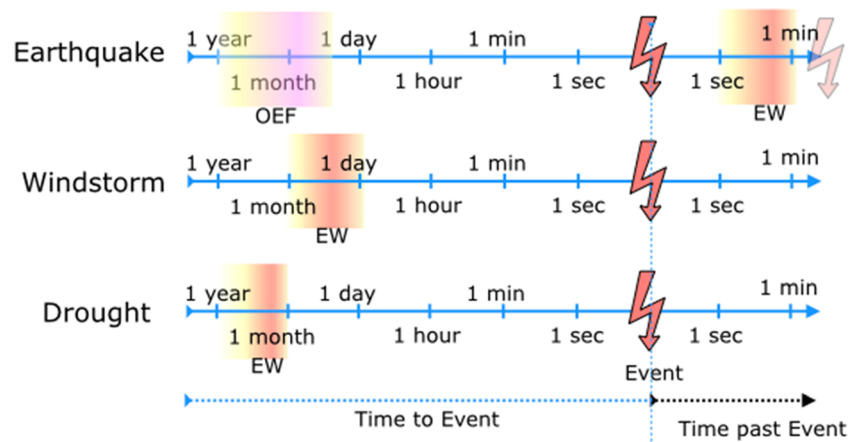 Earthquake
1 year 1 day 1 min 1 min
1 month 1 hour 1 sec 1 sec
OEF EW
Windstorm
1 year 1 day 1 min 1 min
1 month 1 hour 1 sec 1 sec
EW
Drought
1 year 1 day 1 min 1 min
1 month 1 hour 1 sec 1 sec
EW
Event
Time to Event
Time past Event